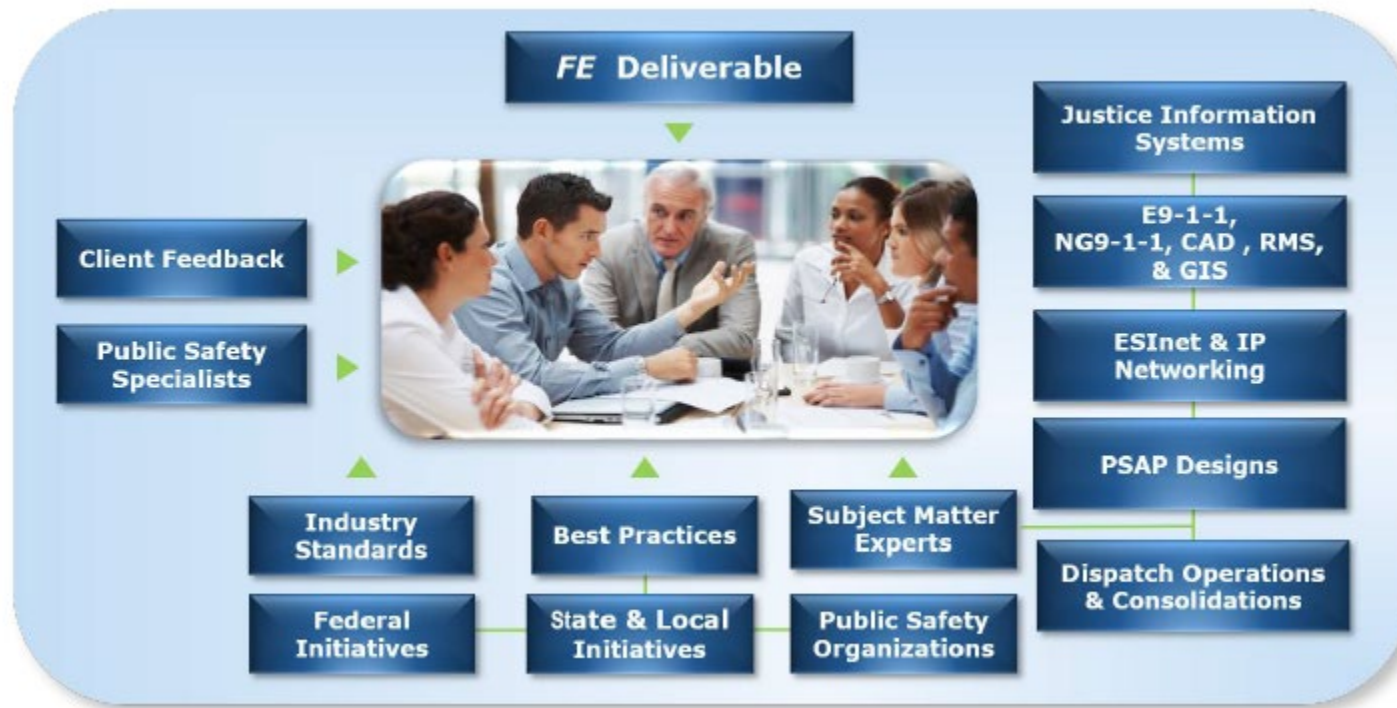 FE Deliverable
Justice Information
Systems
E9-1-1,
NG9-1-1, CAD , RMS,
& GIS
Client Feedback
Public Safety
Specialists
ESInet & IP
Networking
PSAP Designs
Industry
Standards
Best Practices
Subject Matter
Experts
Dispatch Operations
& Consolidations
Federal
Initiatives
State & Local
Initiatives
Public Safety
Organizations